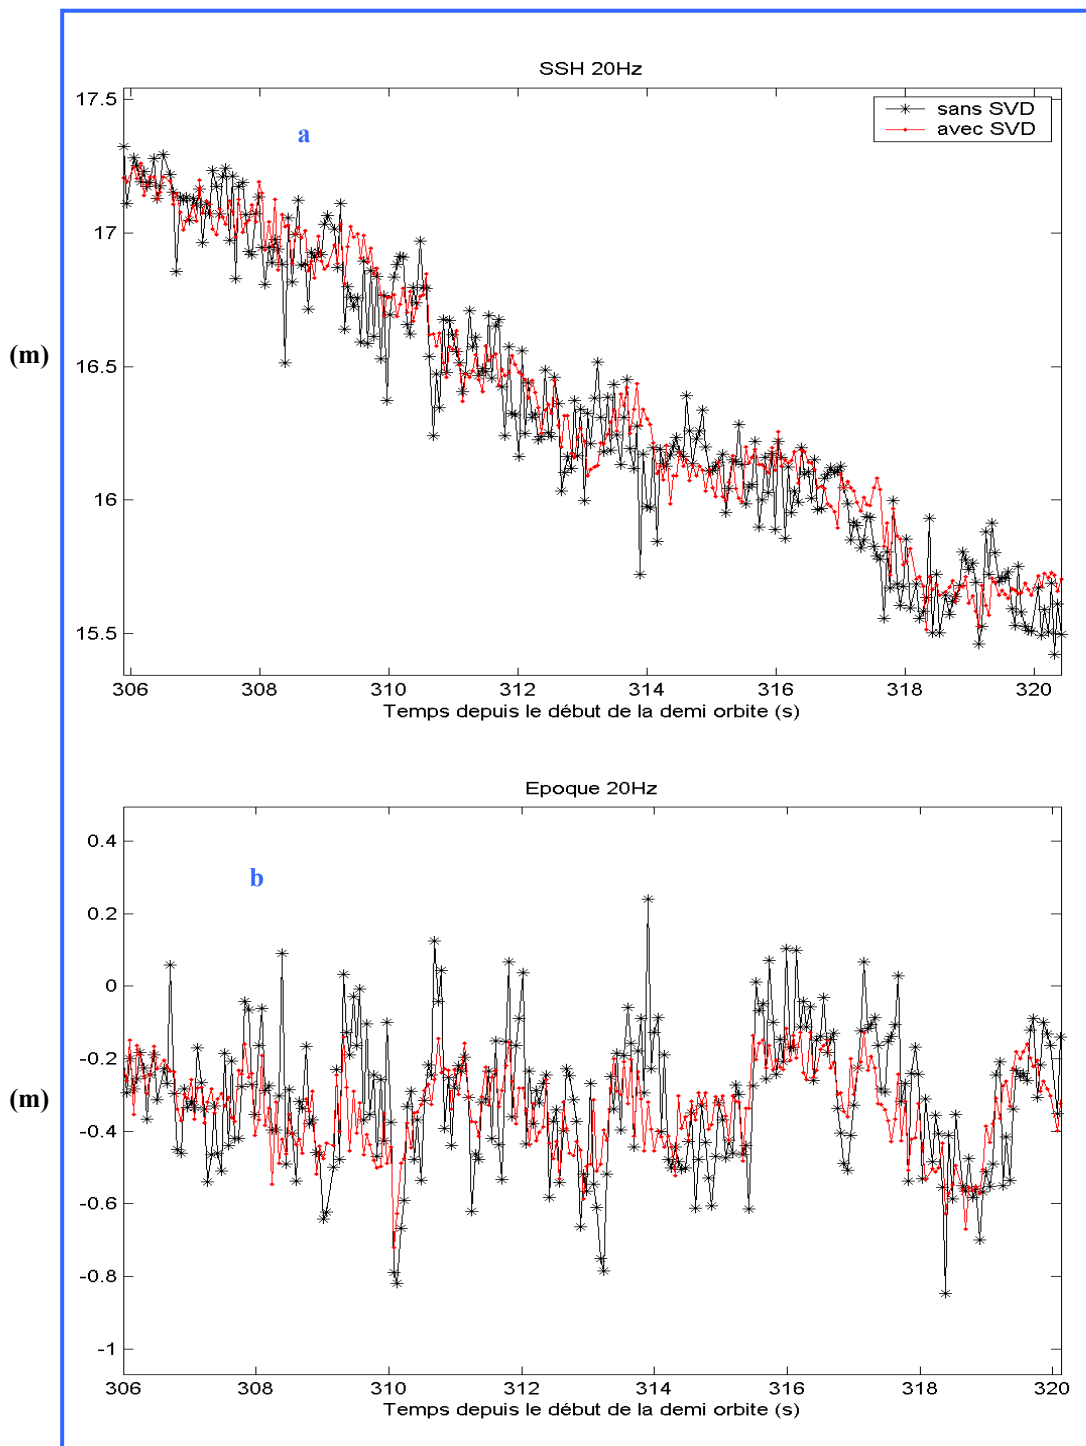 SSH 20Hz
17.5
17
16.5
16
15.5
(m)
a
sans SVD
avec SVD
306 308 310 312 314 316 318 320
Temps depuis le début de la demi orbite (s)
Epoque 20Hz
0.4
0.2
0
-0.2
-0.4
-0.6
-0.8
-1
(m)
b
306 308 310 312 314 316 318 320
Temps depuis le début de la demi orbite (s)